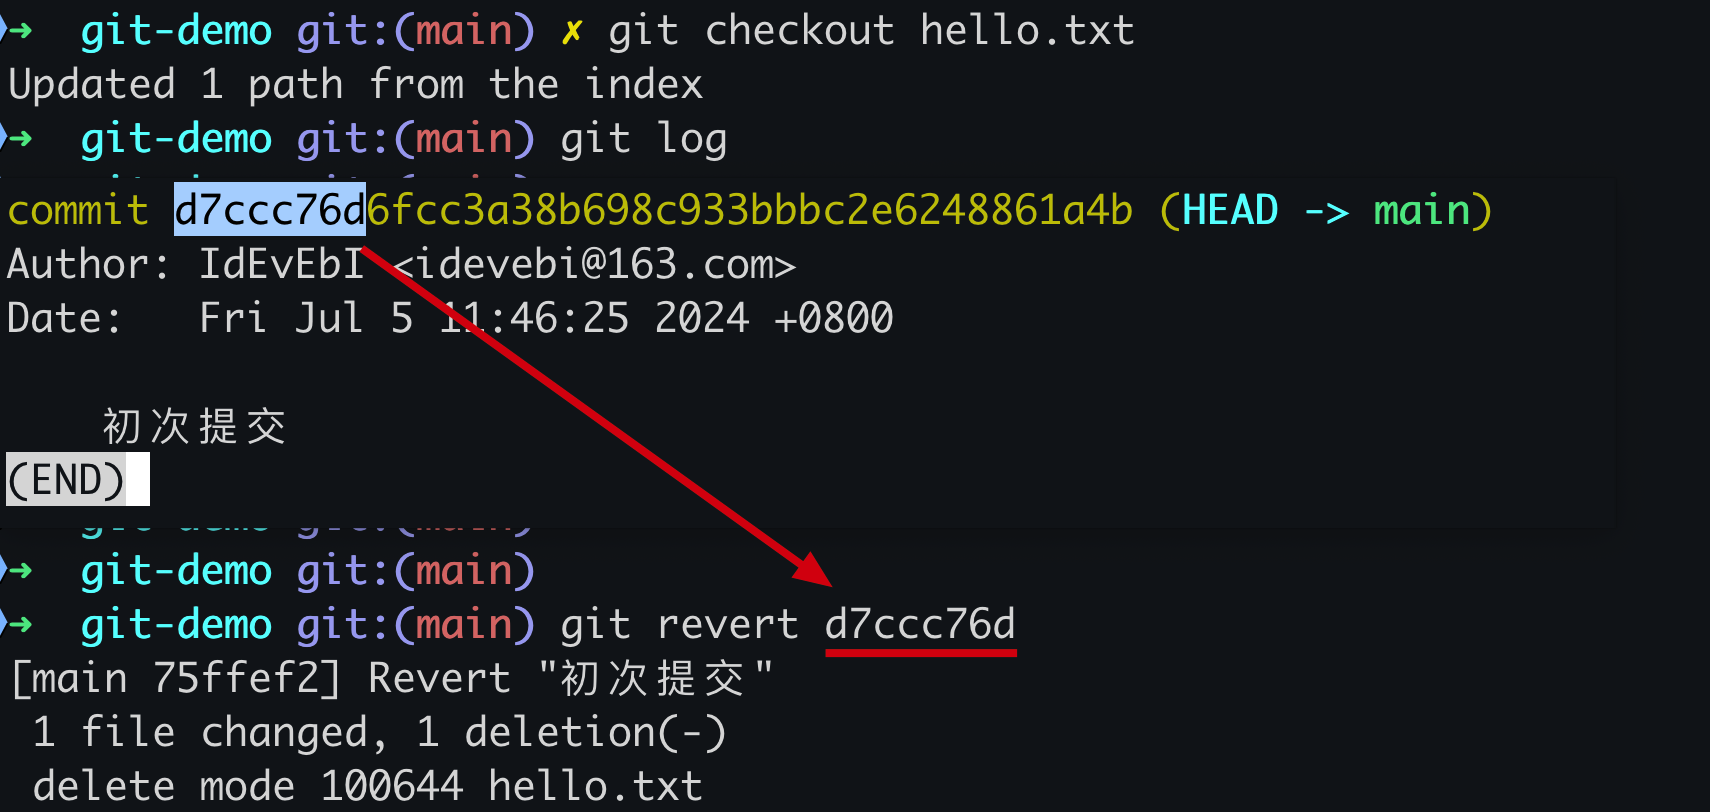 ➜ git-demo git:(main) ✗ git checkout hello.txt
Updated 1 path from the index
➜ git-demo git:(main) git log
commit d7ccc76d6fcc3a38b698c933bbbc2e6248861a4b (HEAD -> main)
Author: IdEvEbI <idevebi@163.com>
Date:   Fri Jul 5 11:46:25 2024 +0800
初次提交
(END)
➜ git-demo git:(main)
➜ git-demo git:(main) git revert d7ccc76d
[main 75ffef2] Revert "初次提交"
1 file changed, 1 deletion(-)
delete mode 100644 hello.txt